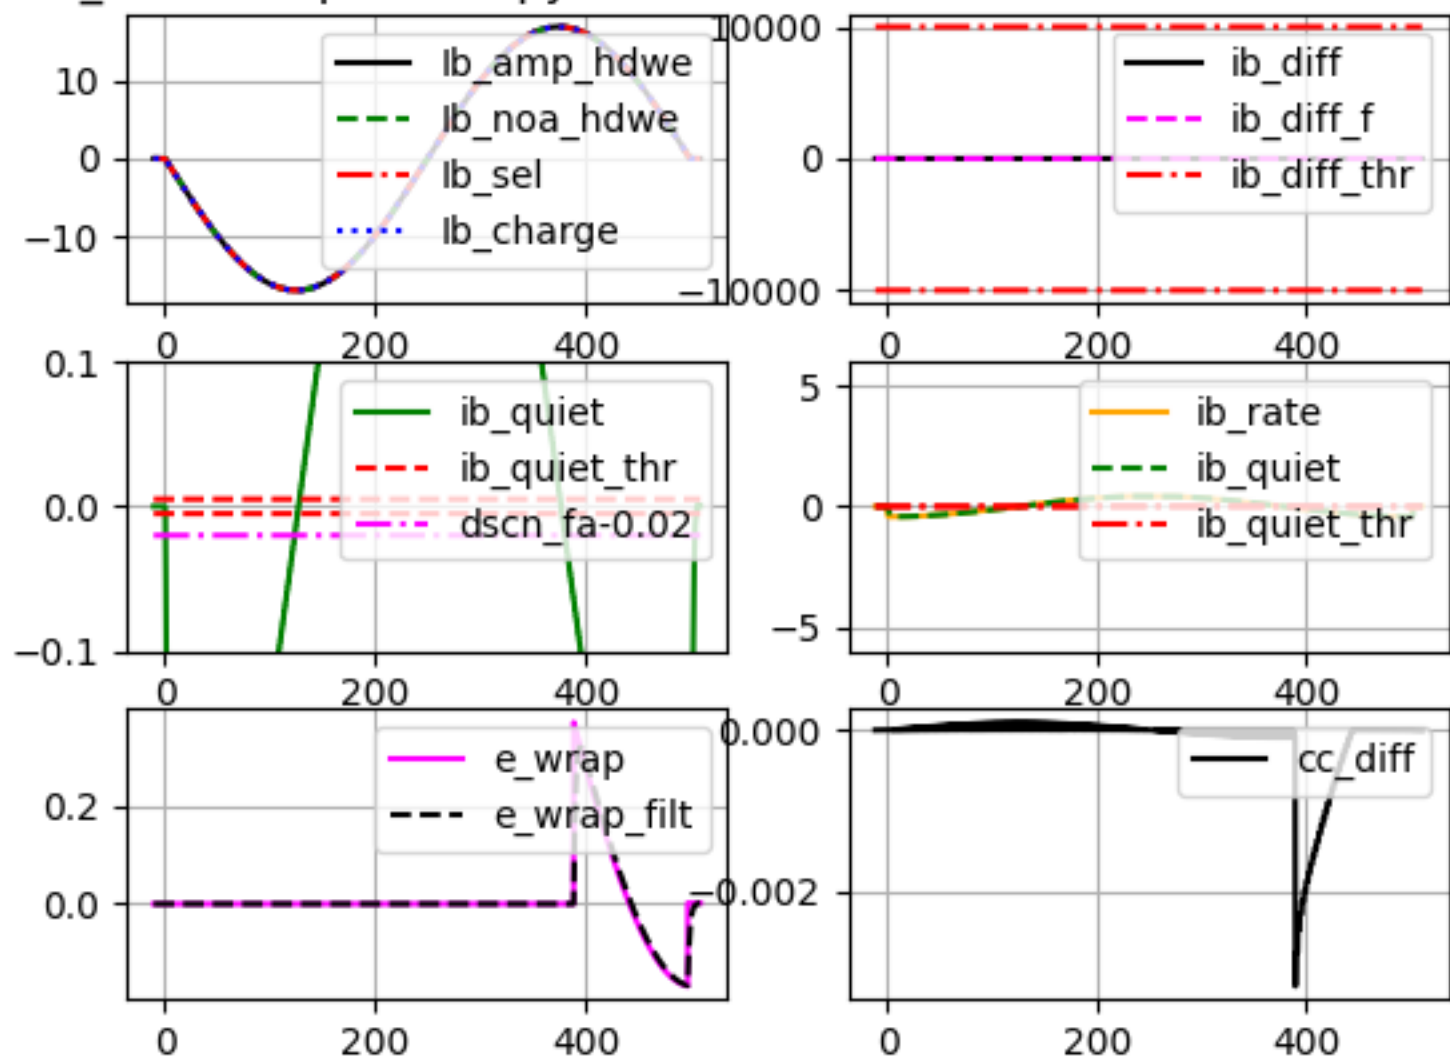 10
0
−10
Ib_amp_hdwe
Ib_noa_hdwe
Ib_sel
Ib_charge
0 200 400
10000
0
−10000
ib_diff
ib_diff_f
ib_diff_thr
0 200 400
0.1
0.0
−0.1
ib_quiet
ib_quiet_thr
dscn_fa-0.02
0 200 400
5
0
−5
ib_rate
ib_quiet
ib_quiet_thr
0 200 400
0.2
0.0
e_wrap
e_wrap_filt
0 200 400
0.000
−0.002
cc_diff
0 200 400